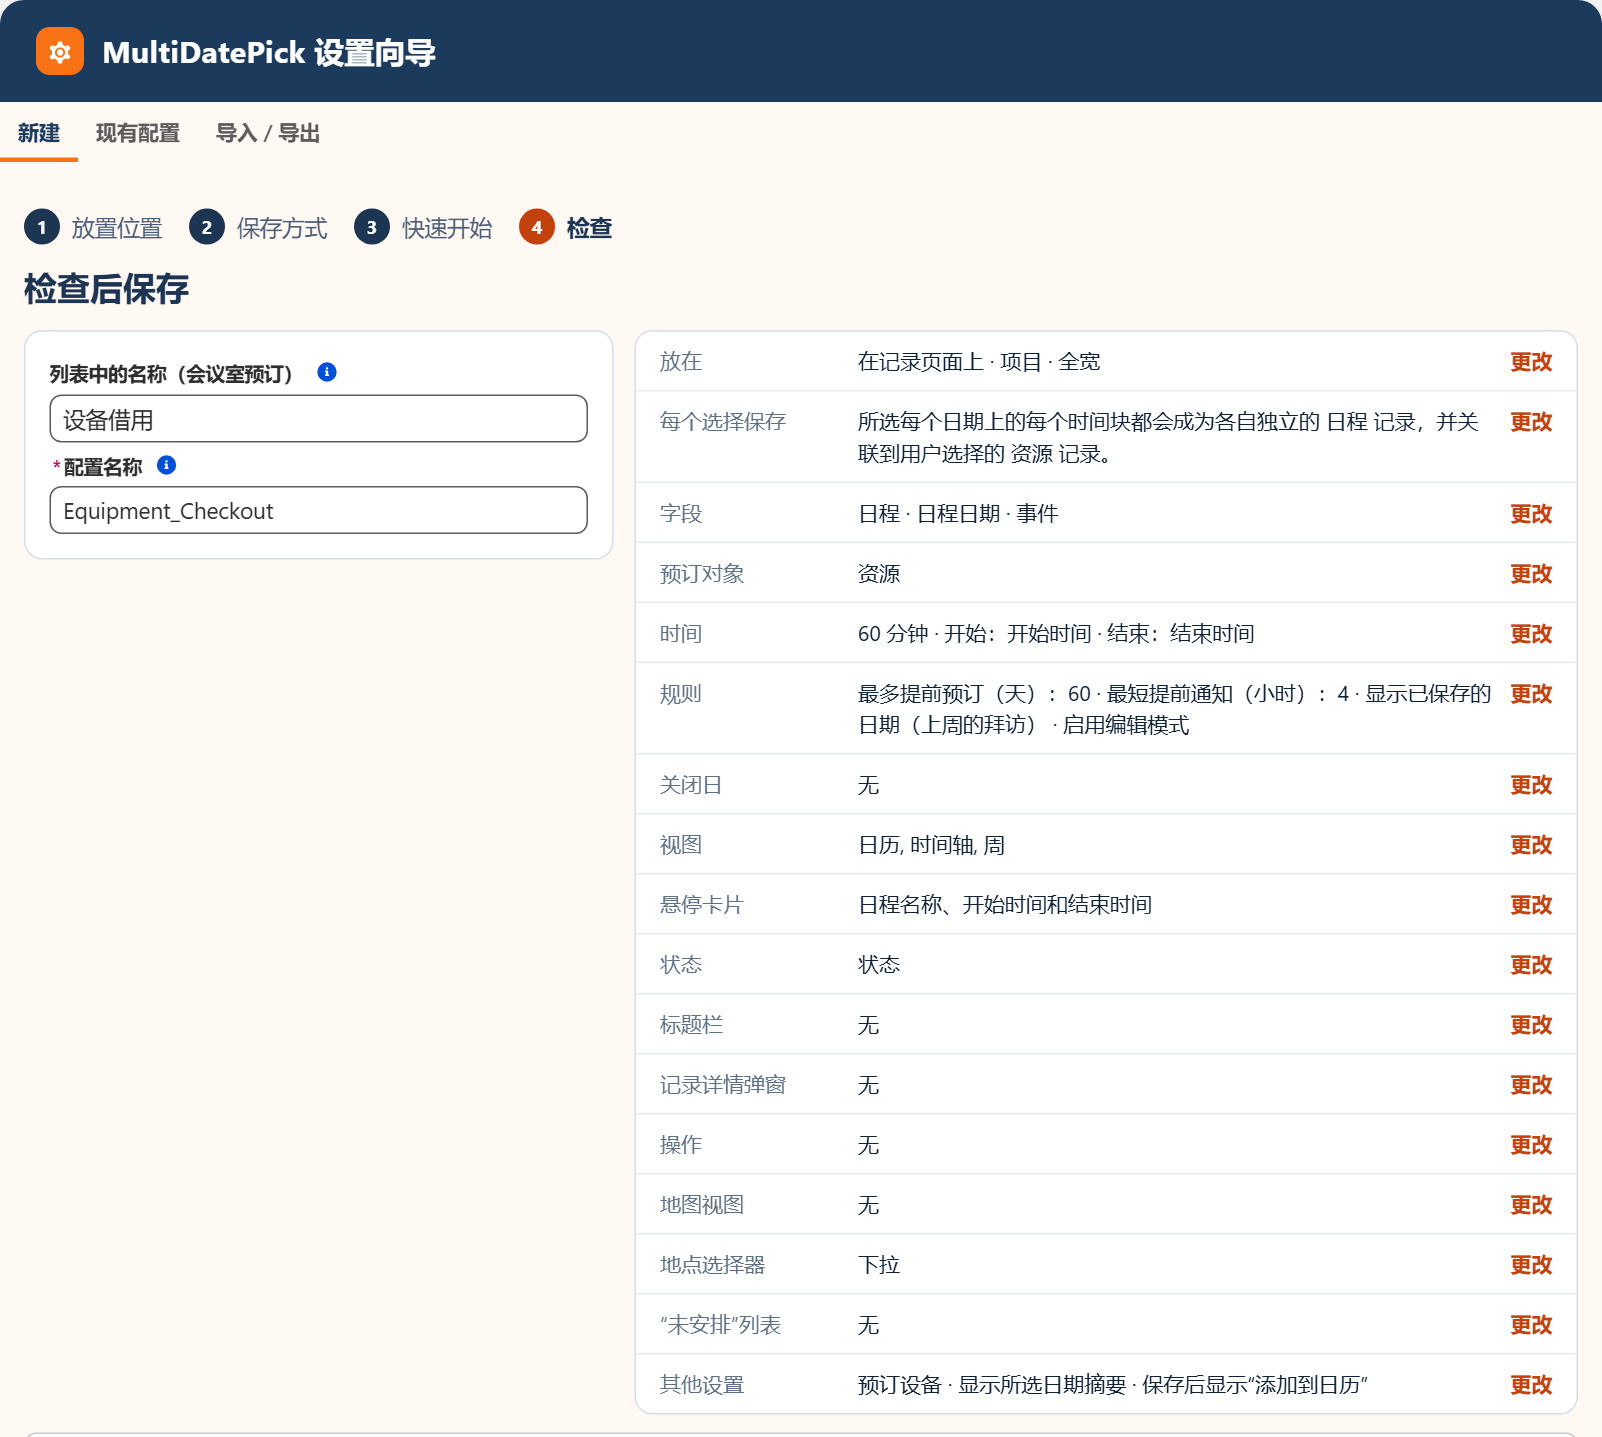 MultiDatePick 设置向导
新建 现有配置 导入 / 导出
1 放置位置 2 保存方式 3 快速开始 4 检查
检查后保存
列表中的名称（会议室预订）
设备借用
*配置名称
Equipment_Checkout
放在 在记录页面上 · 项目 · 全宽 更改
每个选择保存 所选每个日期上的每个时间块都会成为各自独立的 日程 记录，并关 更改
联到用户选择的 资源 记录。
字段 日程 · 日程日期 · 事件 更改
预订对象 资源 更改
时间 60 分钟 · 开始：开始时间 · 结束：结束时间 更改
规则 最多提前预订（天）：60 · 最短提前通知（小时）：4 · 显示已保存的 更改
日期（上周的拜访） · 启用编辑模式
关闭日 无 更改
视图 日历, 时间轴, 周 更改
悬停卡片 日程名称、开始时间和结束时间 更改
状态 状态 更改
标题栏 无 更改
记录详情弹窗 无 更改
操作 无 更改
地图视图 无 更改
地点选择器 下拉 更改
“未安排”列表 无 更改
其他设置 预订设备 · 显示所选日期摘要 · 保存后显示“添加到日历” 更改